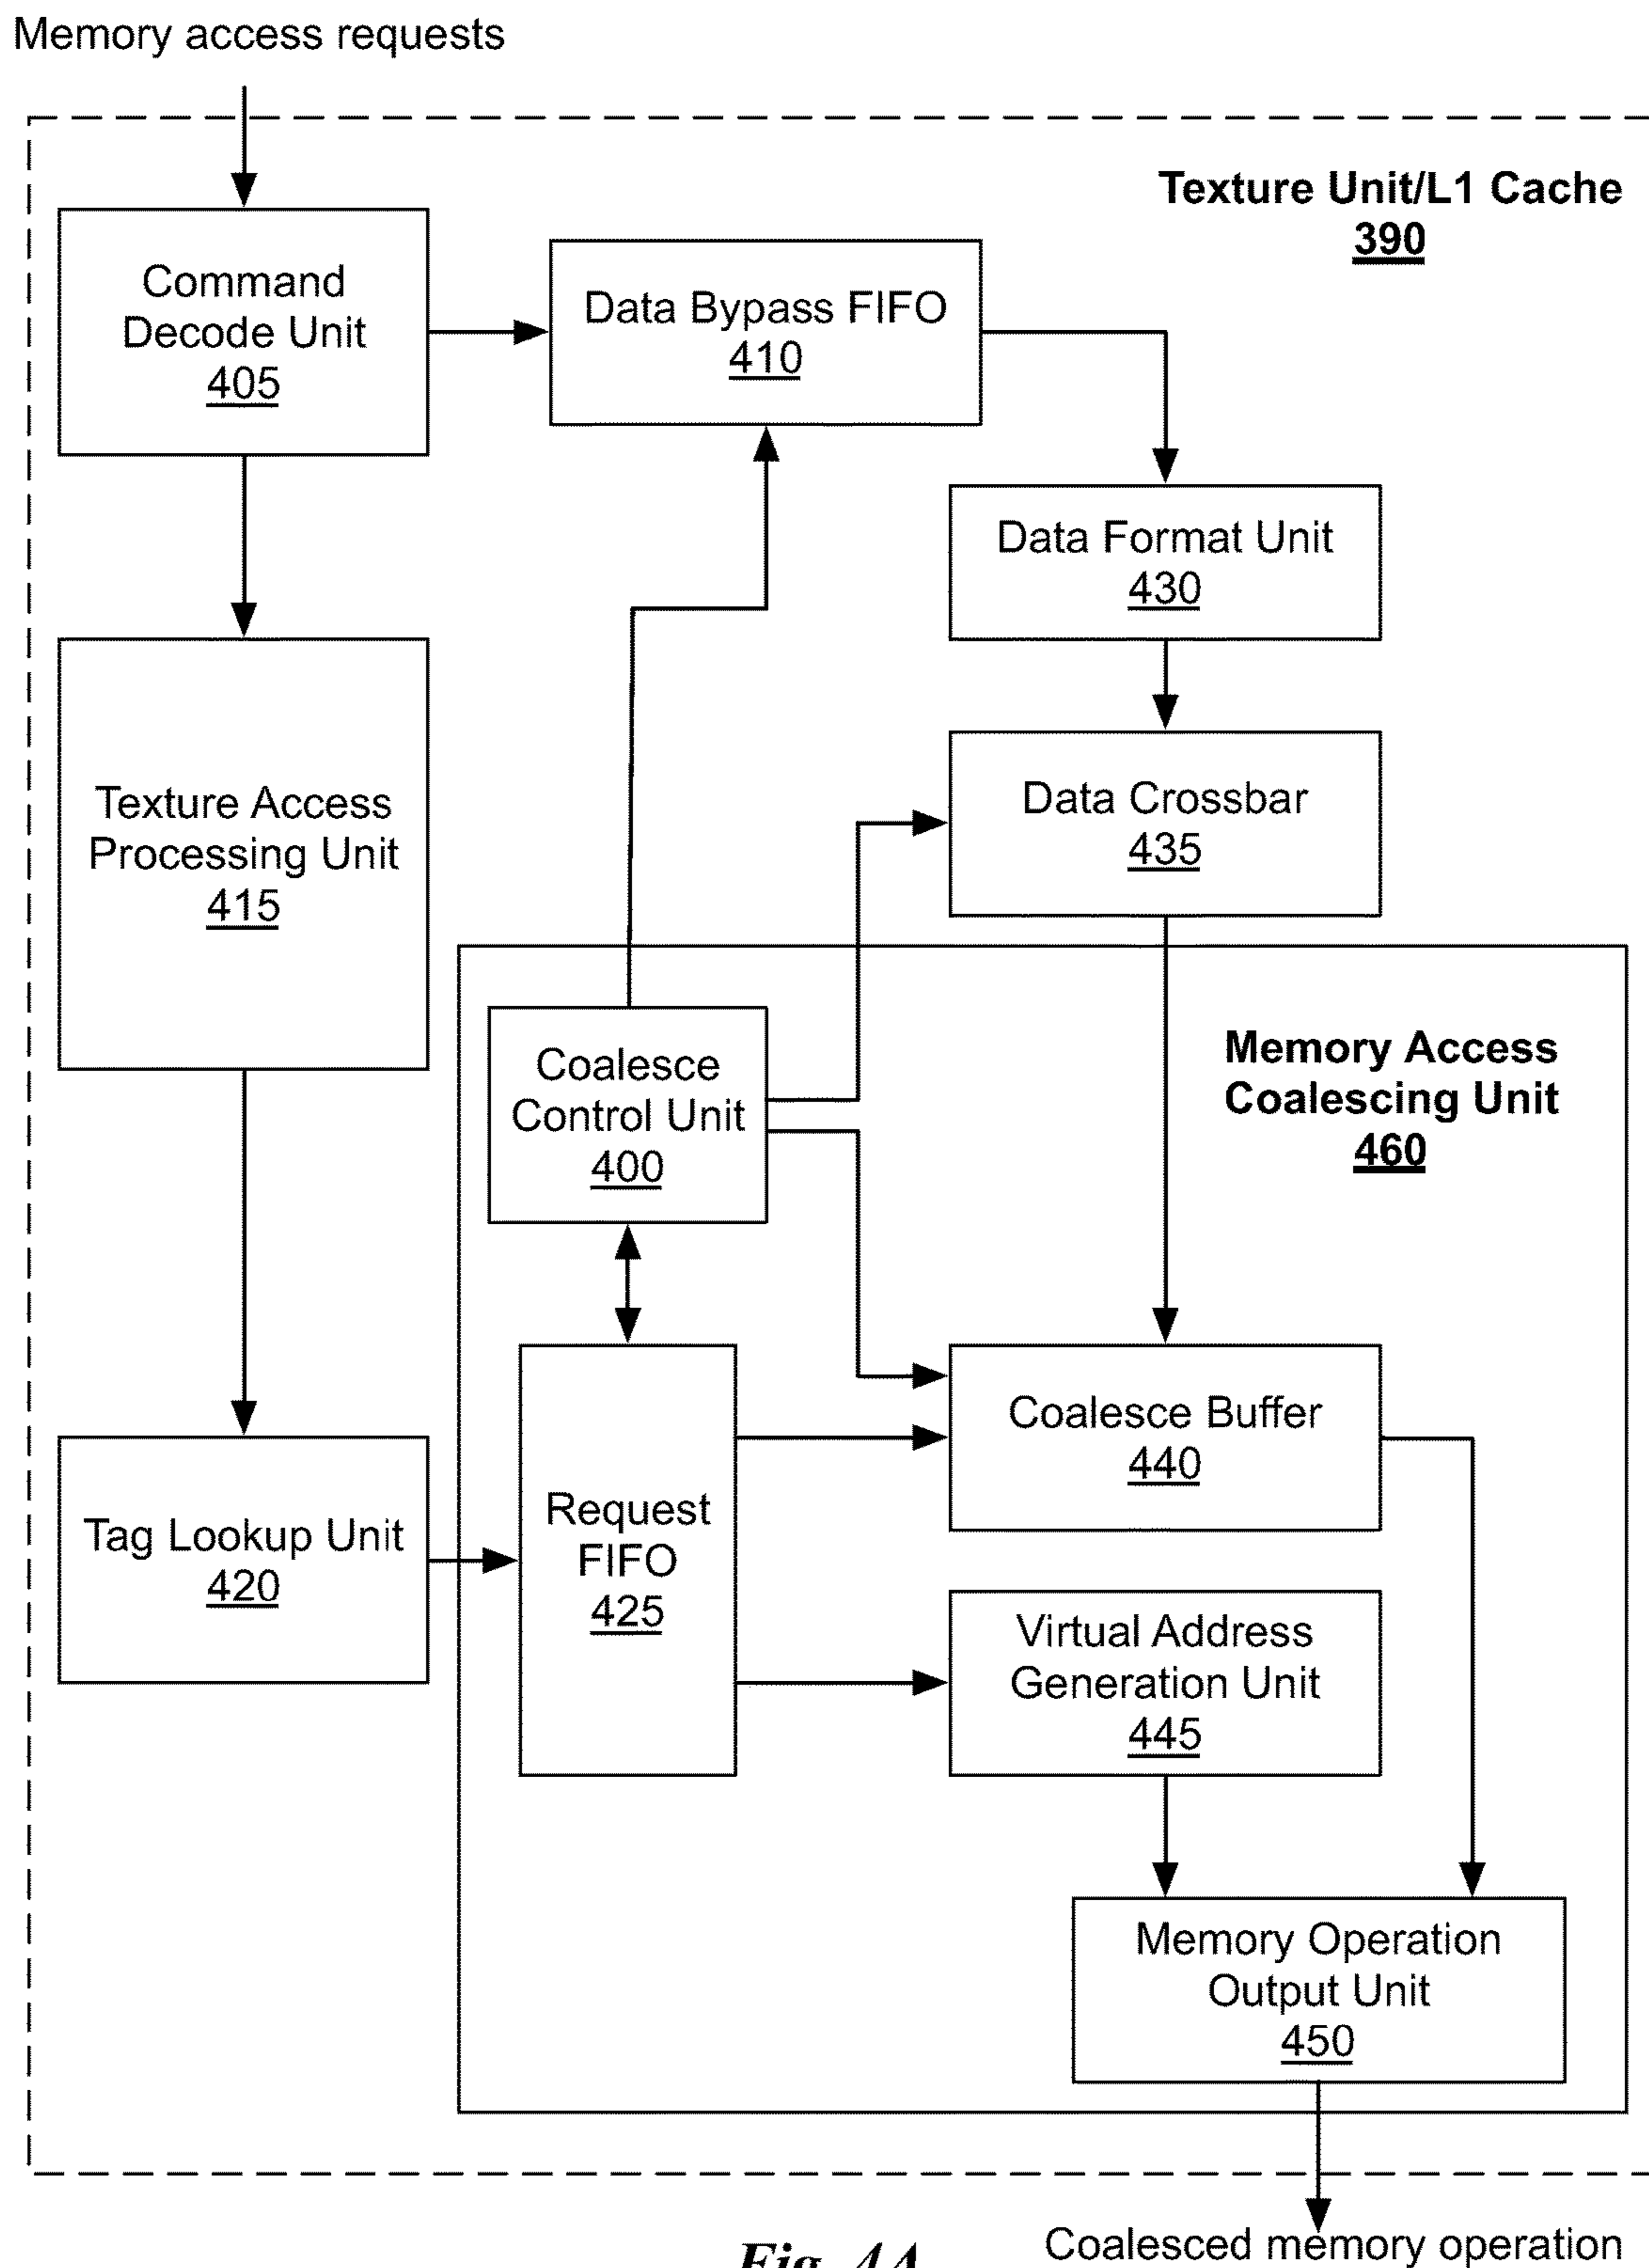 Memory access requests
Texture Unit/L1 Cache
390
Command
Decode Unit
405
Data Bypass FIFO
410
Data Format Unit
430
Texture Access
Processing Unit
415
Data Crossbar
435
Coalesce
Control Unit
400
Memory Access
Coalescing Unit
460
Coalesce Buffer
440
Request
FIFO
425
Tag Lookup Unit
420
Virtual Address
Generation Unit
445
Memory Operation
Output Unit
450
Coalesced memory operation
Fig. 4A